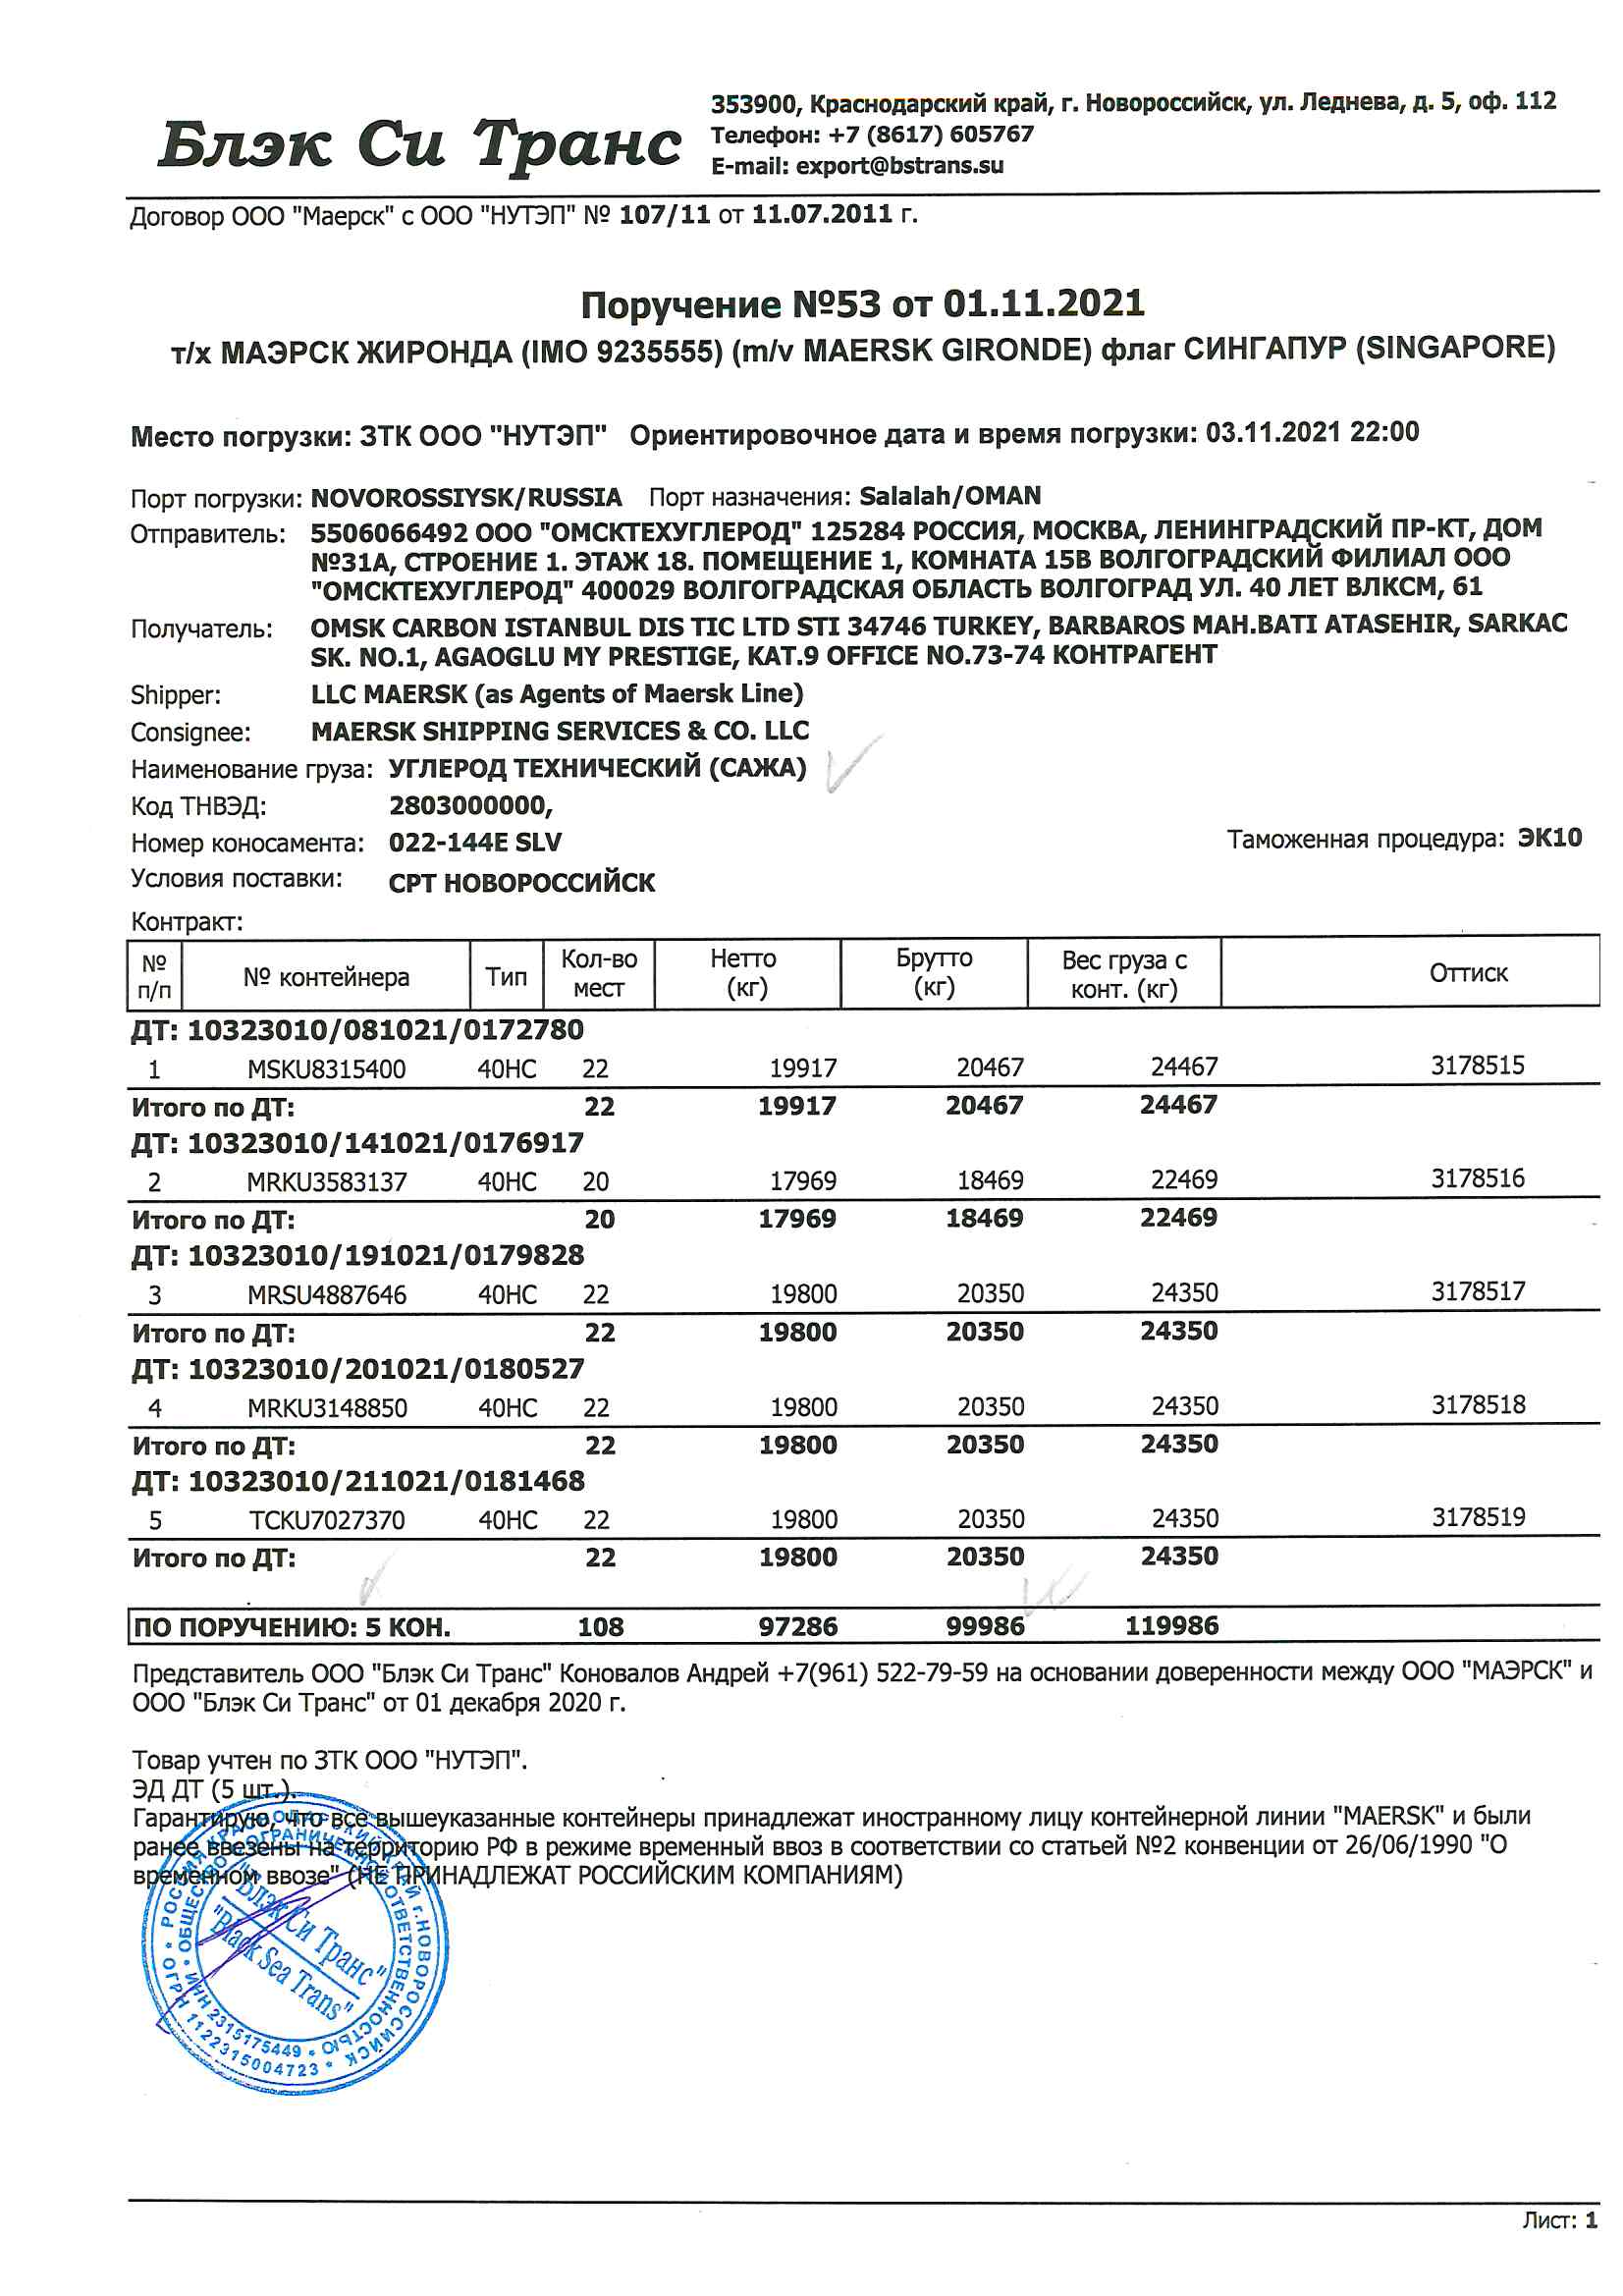 Блэк Си Транс
353900, Краснодарский край, г. Новороссийск, ул. Леднева, д. 5, оф. 112
Телефон: +7 (8617) 605767
E-mail: export@bstrans.su
Договор ООО "Маерск" с ООО "НУТЭП" № 107/11 от 11.07.2011 г.
Поручение №53 от 01.11.2021
т/х МАЭРСК ЖИРОНДА (IMO 9235555) (m/v MAERSK GIRONDE) флаг СИНГАПУР (SINGAPORE)
Место погрузки: ЗТК ООО "НУТЭП" Ориентировочное дата и время погрузки: 03.11.2021 22:00
Порт погрузки: NOVOROSSIYSK/RUSSIA Порт назначения: Salalah/OMAN
Отправитель: 5506066492 ООО "ОМСКТЕХУГЛЕРОД" 125284 РОССИЯ, МОСКВА, ЛЕНИНГРАДСКИЙ ПР-КТ, ДОМ
№31А, СТРОЕНИЕ 1. ЭТАЖ 18. ПОМЕЩЕНИЕ 1, КОМНАТА 15В ВОЛГОГРАДСКИЙ ФИЛИАЛ ООО
"ОМСКТЕХУГЛЕРОД" 400029 ВОЛГОГРАДСКАЯ ОБЛАСТЬ ВОЛГОГРАД УЛ. 40 ЛЕТ ВЛКСМ, 61
Получатель: OMSK CARBON ISTANBUL DIS TIC LTD STI 34746 TURKEY, BARBAROS MAH.BATI ATASEHIR, SARKAC
SK. NO.1, AGAOGLU MY PRESTIGE, KAT.9 OFFICE NO.73-74 КОНТРАГЕНТ
Shipper: LLC MAERSK (as Agents of Maersk Line)
Consignee: MAERSK SHIPPING SERVICES & CO. LLC
Наименование груза: УГЛЕРОД ТЕХНИЧЕСКИЙ (САЖА)
Код ТНВЭД: 2803000000,
Номер коносамента: 022-144E SLV Таможенная процедура: ЭК10
Условия поставки: СРТ НОВОРОССИЙСК
Контракт:
№ п/п № контейнера Тип Кол-во мест Нетто (кг) Брутто (кг) Вес груза с конт. (кг) Оттиск
ДТ: 10323010/081021/0172780
1 MSKU8315400 40HC 22 19917 20467 24467 3178515
Итого по ДТ: 22 19917 20467 24467
ДТ: 10323010/141021/0176917
2 MRKU3583137 40HC 20 17969 18469 22469 3178516
Итого по ДТ: 20 17969 18469 22469
ДТ: 10323010/191021/0179828
3 MRSU4887646 40HC 22 19800 20350 24350 3178517
Итого по ДТ: 22 19800 20350 24350
ДТ: 10323010/201021/0180527
4 MRKU3148850 40HC 22 19800 20350 24350 3178518
Итого по ДТ: 22 19800 20350 24350
ДТ: 10323010/211021/0181468
5 TCKU7027370 40HC 22 19800 20350 24350 3178519
Итого по ДТ: 22 19800 20350 24350
ПО ПОРУЧЕНИЮ: 5 КОН. 108 97286 99986 119986
Представитель ООО "Блэк Си Транс" Коновалов Андрей +7(961) 522-79-59 на основании доверенности между ООО "МАЭРСК" и
ООО "Блэк Си Транс" от 01 декабря 2020 г.
Товар учтен по ЗТК ООО "НУТЭП".
ЭД ДТ (5 шт.).
Гарантирую, что все вышеуказанные контейнеры принадлежат иностранному лицу контейнерной линии "MAERSK" и были
ранее ввезены на территорию РФ в режиме временный ввоз в соответствии со статьей №2 конвенции от 26/06/1990 "О
временном ввозе" (НЕ ПРИНАДЛЕЖАТ РОССИЙСКИМ КОМПАНИЯМ)
РОССИЯ КРАСНОДАРСКИЙ КРАЙ г.НОВОРОССИЙСК * ОГРН 1122315004723 *
ОБЩЕСТВО С ОГРАНИЧЕННОЙ ОТВЕТСТВЕННОСТЬЮ * ИНН 2315175449 *
"Блэк Си Транс"
"Black Sea Trans"
Лист: 1